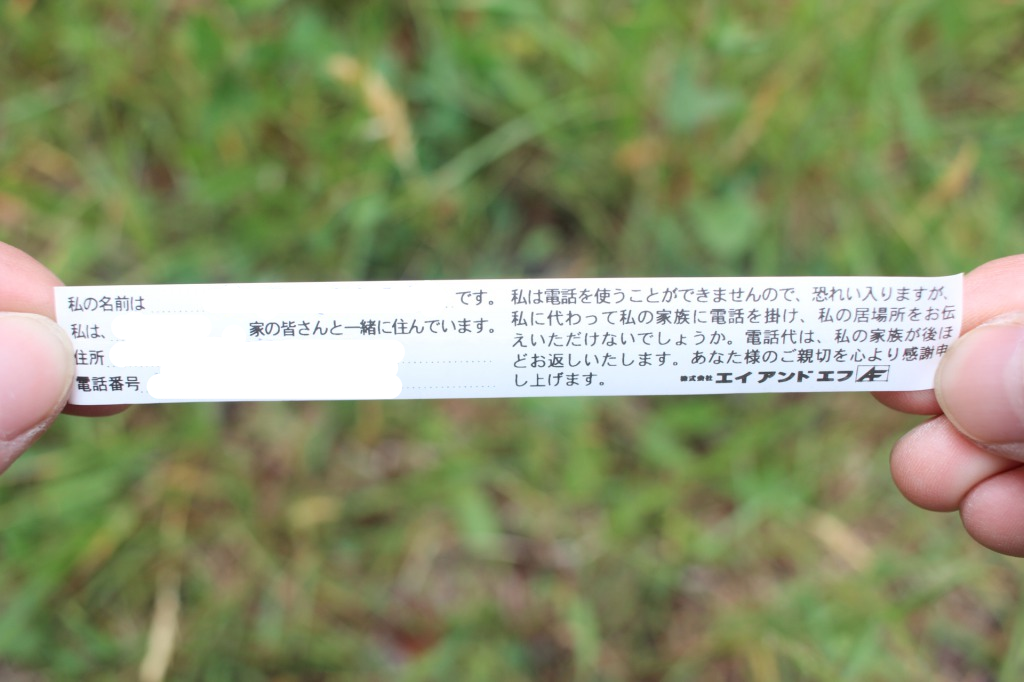 私の名前は です。
私は、 家の皆さんと一緒に住んでいます。
住所
電話番号
私は電話を使うことができませんので、恐れ入りますが、
私に代わって私の家族に電話を掛け、私の居場所をお伝
えいただけないでしょうか。電話代は、私の家族が後ほ
どお返しいたします。あなた様のご親切を心より感謝申
し上げます。 株式会社 エイ アンド エフ AF